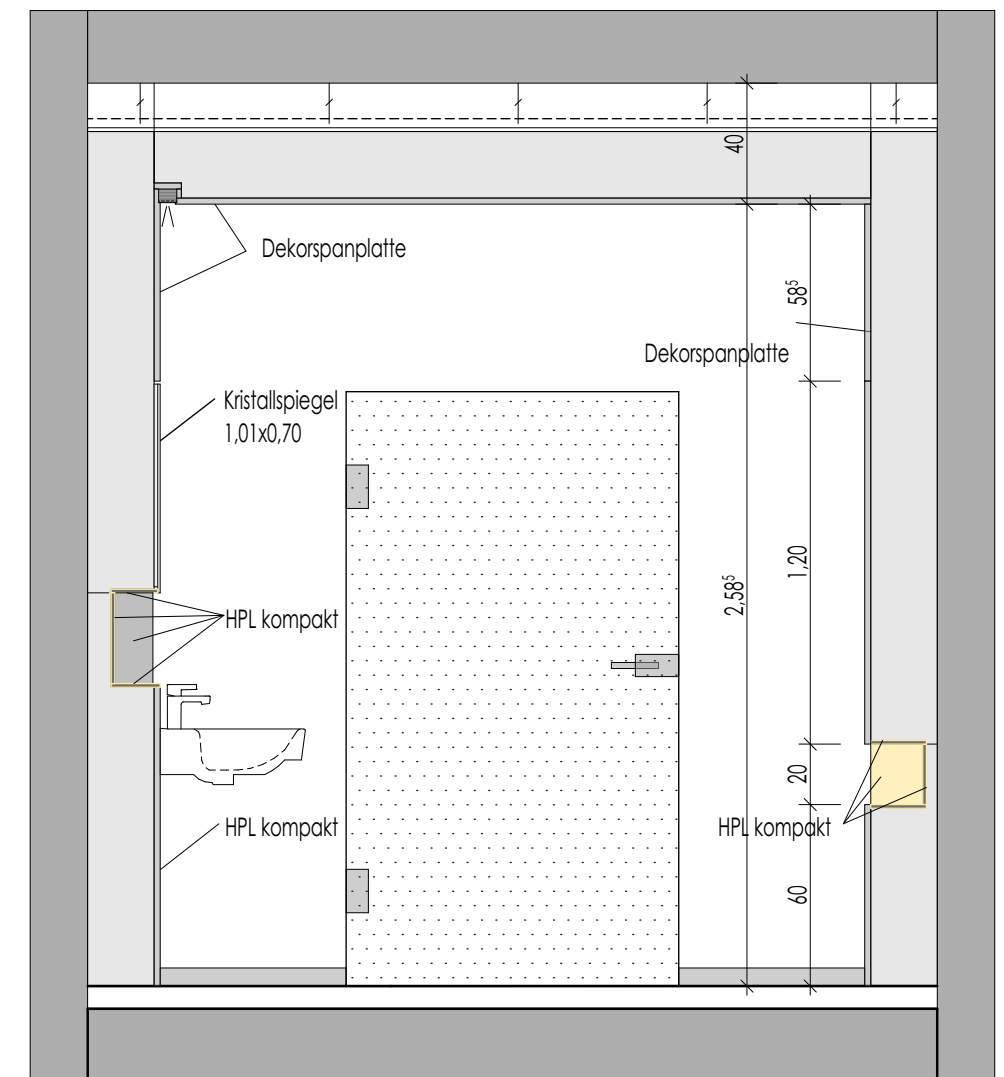 40
Dekorspanplatte
58⁵
Dekorspanplatte
Kristallspiegel
1,01x0,70
1,20
2,58⁵
HPL kompakt
20
HPL kompakt
HPL kompakt
60